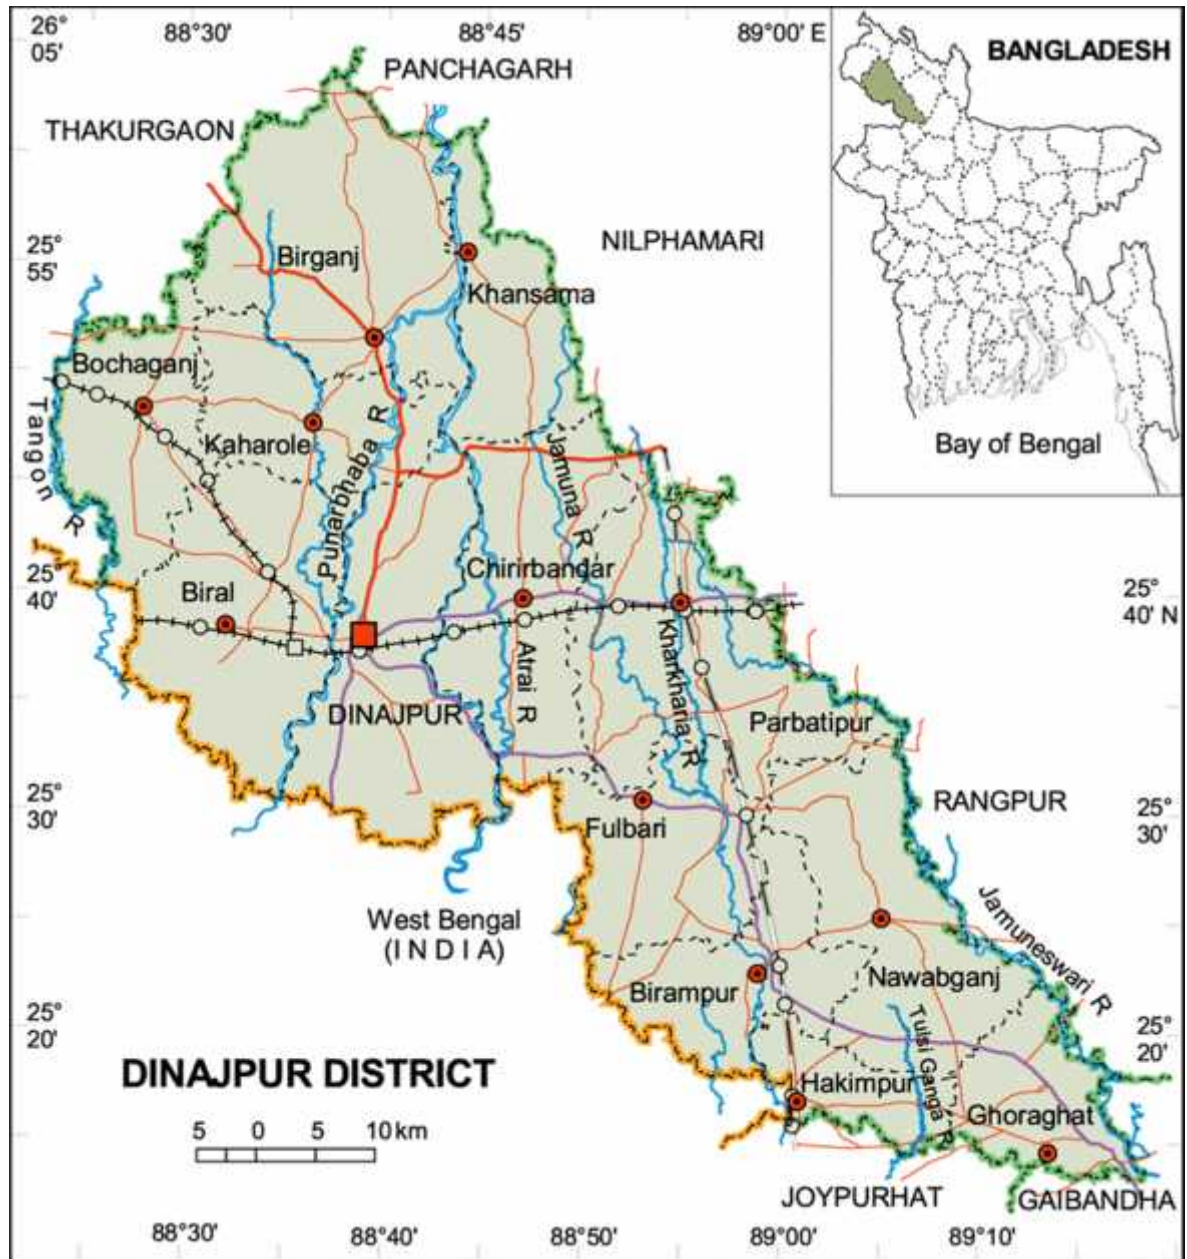 26°
05'
88°30'
88°45'
89°00' E
BANGLADESH
PANCHAGARH
THAKURGAON
NILPHAMARI
25°
55'
Birganj
Khansama
Bochaganj
Tangon R
Kaharole
Punarbhaba R
Jamuna R
Bay of Bengal
25°
40'
Biral
Chirirbandar
25°
40' N
Kharkharia R
Atrai R
DINAJPUR
Parbatipur
25°
30'
Fulbari
RANGPUR
25°
30'
West Bengal
(INDIA)
Jamuneswari R
Birampur
Nawabganj
25°
20'
Tulsi Ganga R
25°
20'
DINAJPUR DISTRICT
Hakimpur
Ghoraghat
5 0 5 10 km
JOYPURHAT
GAIBANDHA
88°30'
88°40'
88°50'
89°00'
89°10'